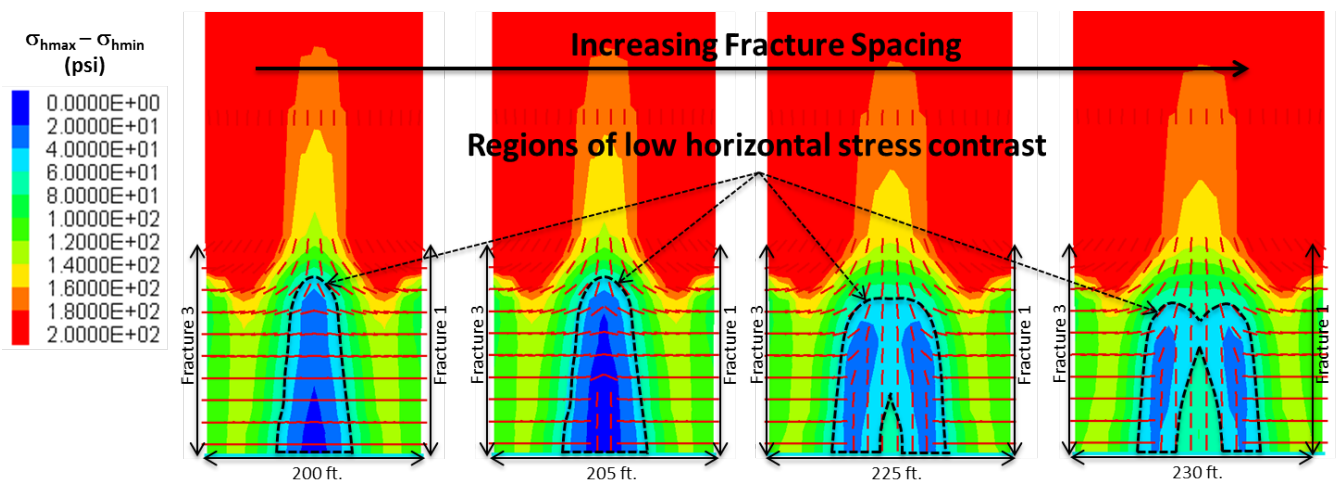 σhmax – σhmin
(psi)
0.0000E+00
2.0000E+01
4.0000E+01
6.0000E+01
8.0000E+01
1.0000E+02
1.2000E+02
1.4000E+02
1.6000E+02
1.8000E+02
2.0000E+02
Increasing Fracture Spacing
Regions of low horizontal stress contrast
Fracture 3
Fracture 1
Fracture 3
Fracture 1
Fracture 3
Fracture 1
Fracture 3
Fracture 1
200 ft.
205 ft.
225 ft.
230 ft.